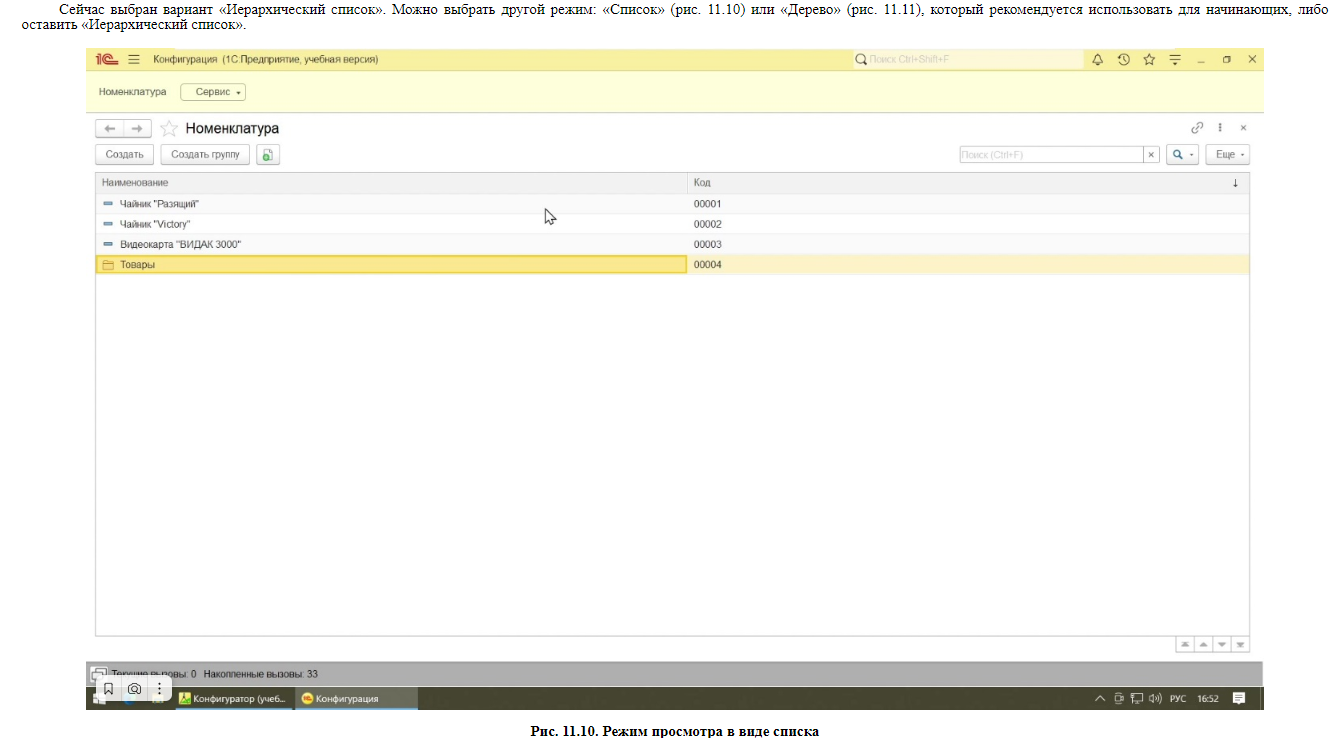 Сейчас выбран вариант «Иерархический список». Можно выбрать другой режим: «Список» (рис. 11.10) или «Дерево» (рис. 11.11), который рекомендуется использовать для начинающих, либо
оставить «Иерархический список».
1С Конфигурация (1С:Предприятие, учебная версия) Поиск Ctrl+Shift+F
Номенклатура Сервис
Номенклатура
Создать Создать группу Поиск (Ctrl+F) Еще
Наименование Код
Чайник "Разящий" 00001
Чайник "Victory" 00002
Видеокарта "ВИДАК 3000" 00003
Товары 00004
Текущие вызовы: 0 Накопленные вызовы: 33
Конфигуратор (учеб... Конфигурация РУС 16:52
Рис. 11.10. Режим просмотра в виде списка